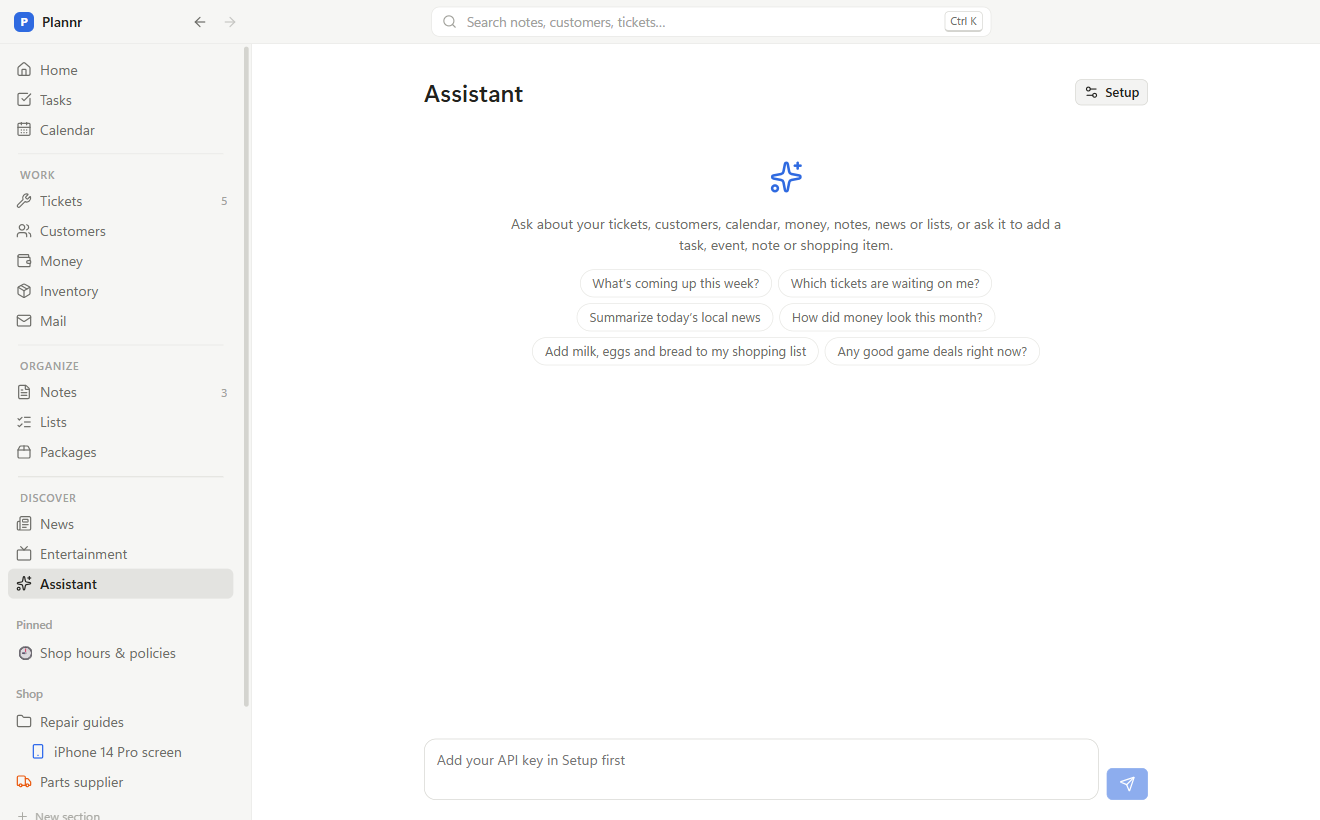 P Plannr
Search notes, customers, tickets...
Ctrl K
Home
Tasks
Calendar
WORK
Tickets 5
Customers
Money
Inventory
Mail
ORGANIZE
Notes 3
Lists
Packages
DISCOVER
News
Entertainment
Assistant
Pinned
Shop hours & policies
Shop
Repair guides
iPhone 14 Pro screen
Parts supplier
New section
Assistant
Setup
Ask about your tickets, customers, calendar, money, notes, news or lists, or ask it to add a
task, event, note or shopping item.
What's coming up this week?
Which tickets are waiting on me?
Summarize today's local news
How did money look this month?
Add milk, eggs and bread to my shopping list
Any good game deals right now?
Add your API key in Setup first